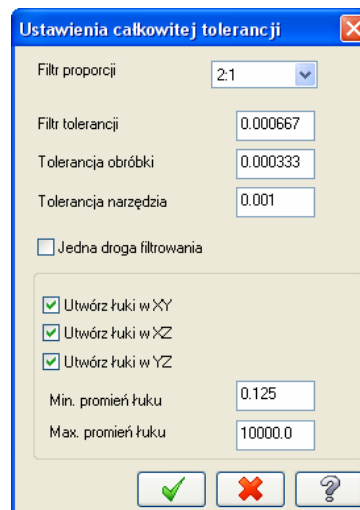 Ustawienia całkowitej tolerancji
Filtr proporcji 2:1
Filtr tolerancji 0.000667
Tolerancja obróbki 0.000333
Tolerancja narzędzia 0.001
Jedna droga filtrowania
Utwórz łuki w XY
Utwórz łuki w XZ
Utwórz łuki w YZ
Min. promień łuku 0.125
Max. promień łuku 10000.0